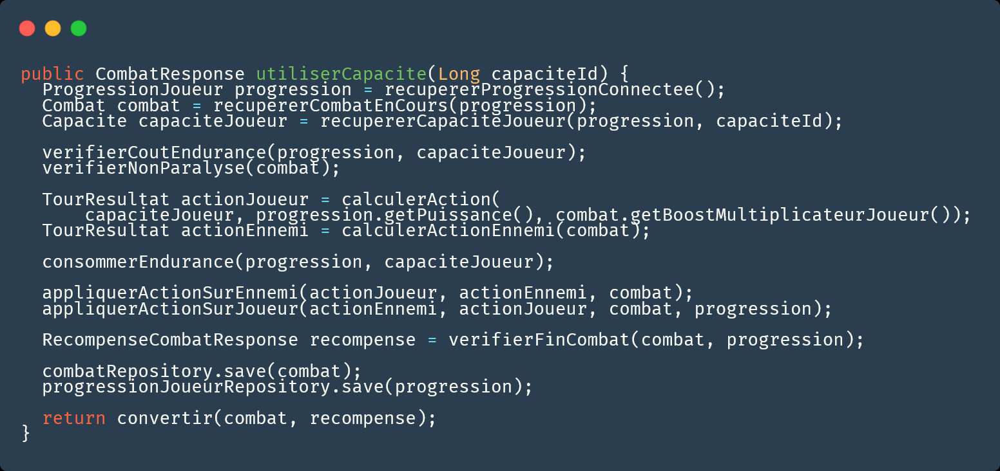 public CombatResponse utiliserCapacite(Long capaciteId) {
  ProgressionJoueur progression = recupererProgressionConnectee();
  Combat combat = recupererCombatEnCours(progression);
  Capacite capaciteJoueur = recupererCapaciteJoueur(progression, capaciteId);

  verifierCoutEndurance(progression, capaciteJoueur);
  verifierNonParalyse(combat);

  TourResultat actionJoueur = calculerAction(
      capaciteJoueur, progression.getPuissance(), combat.getBoostMultiplicateurJoueur());
  TourResultat actionEnnemi = calculerActionEnnemi(combat);

  consommerEndurance(progression, capaciteJoueur);

  appliquerActionSurEnnemi(actionJoueur, actionEnnemi, combat);
  appliquerActionSurJoueur(actionEnnemi, actionJoueur, combat, progression);

  RecompenseCombatResponse recompense = verifierFinCombat(combat, progression);

  combatRepository.save(combat);
  progressionJoueurRepository.save(progression);

  return convertir(combat, recompense);
}